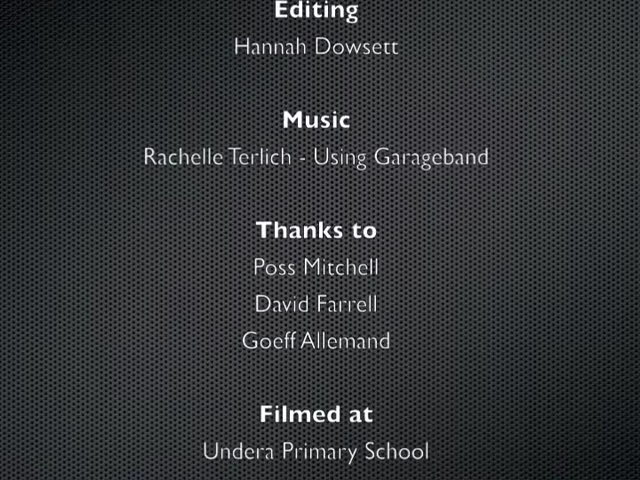 Editing
Hannah Dowsett
Music
Rachelle Terlich - Using Garageband
Thanks to
Poss Mitchell
David Farrell
Goeff Allemand
Filmed at
Undera Primary School